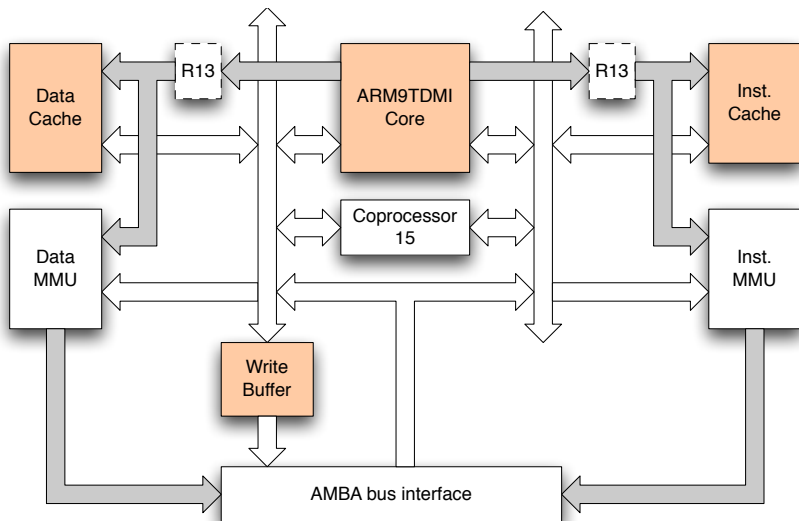 R13
R13
Data
Cache
ARM9TDMI
Core
Inst.
Cache
Coprocessor
15
Data
MMU
Inst.
MMU
Write
Buffer
AMBA bus interface